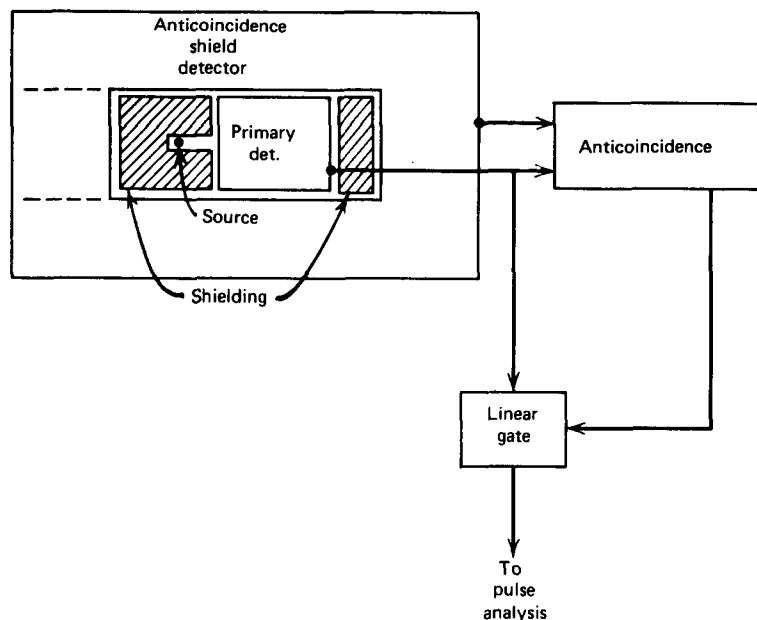 Anticoincidence
shield
detector
Primary
det.
Anticoincidence
Source
Shielding
Linear
gate
To
pulse
analysis